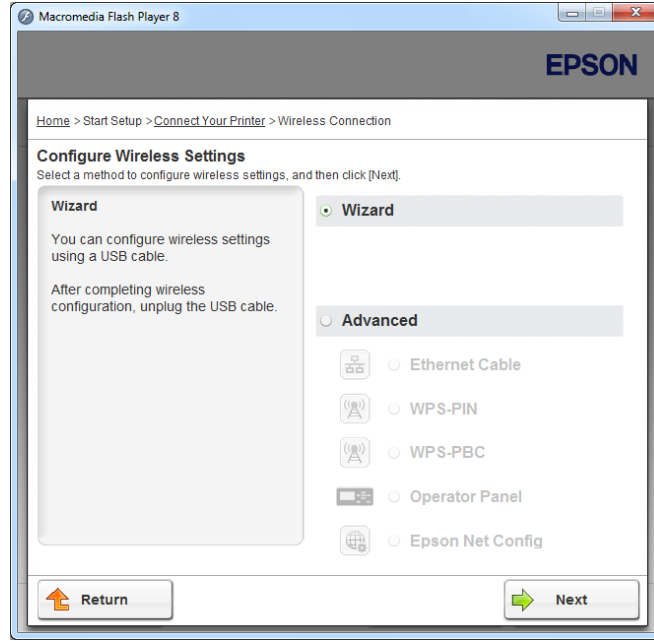 Macromedia Flash Player 8
EPSON
Home > Start Setup >Connect Your Printer > Wireless Connection
Configure Wireless Settings
Select a method to configure wireless settings, and then click [Next].
Wizard
You can configure wireless settings
using a USB cable.
After completing wireless
configuration, unplug the USB cable.
Wizard
Advanced
Ethernet Cable
WPS-PIN
WPS-PBC
Operator Panel
Epson Net Config
Return
Next